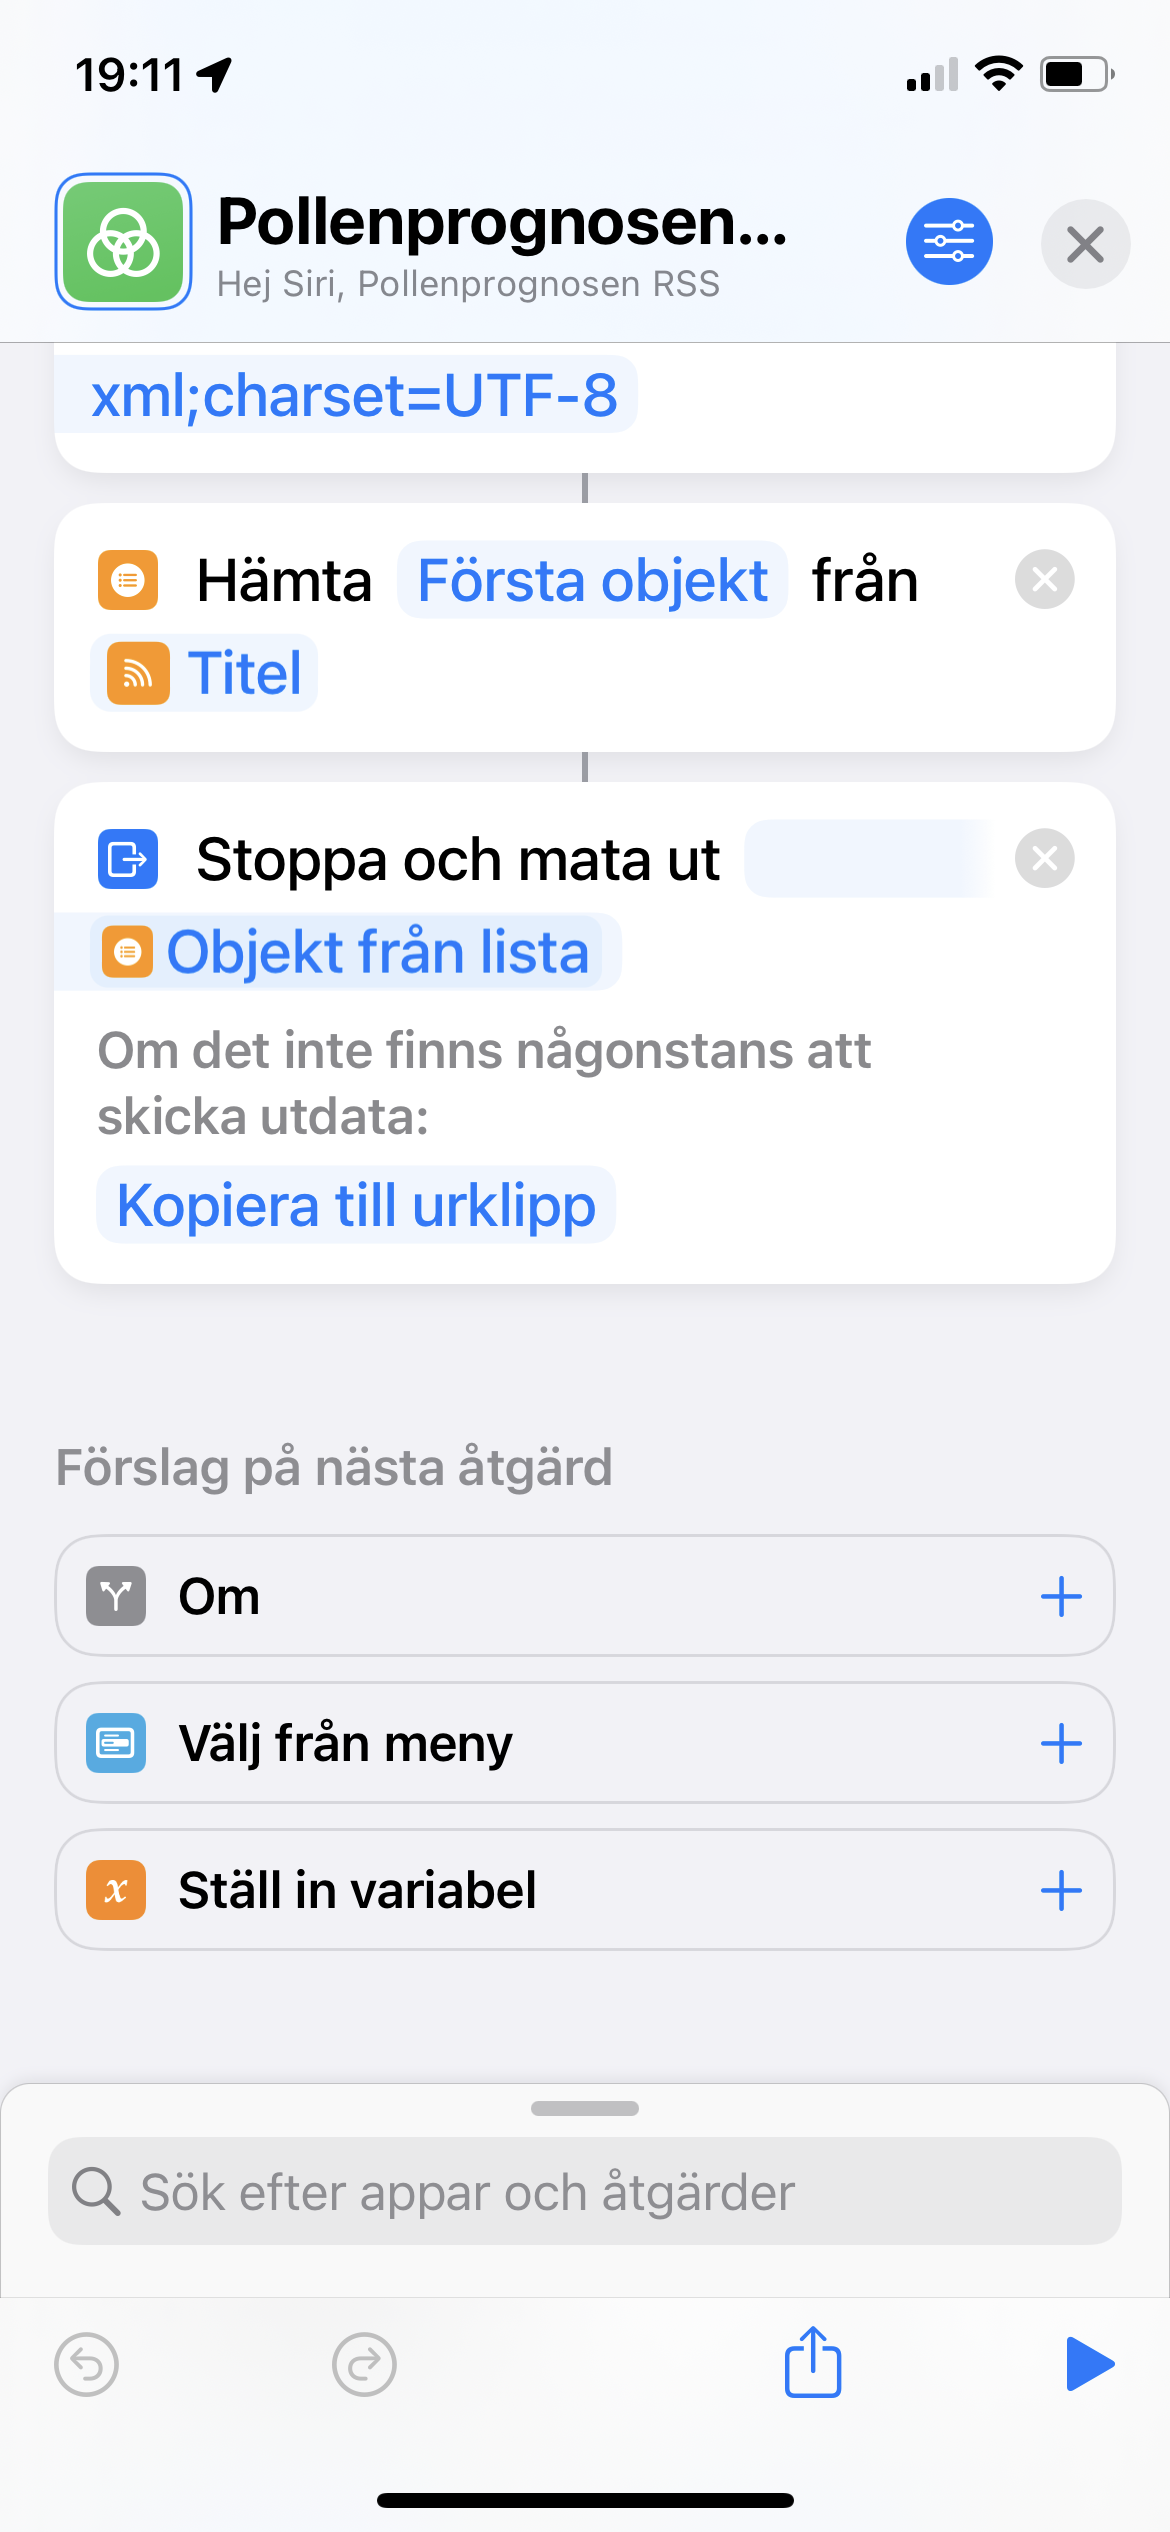 19:11
Pollenprognosen...
Hej Siri, Pollenprognosen RSS
xml;charset=UTF-8
Hämta Första objekt från
Titel
Stoppa och mata ut
Objekt från lista
Om det inte finns någonstans att
skicka utdata:
Kopiera till urklipp
Förslag på nästa åtgärd
Om
Välj från meny
x Ställ in variabel
Sök efter appar och åtgärder